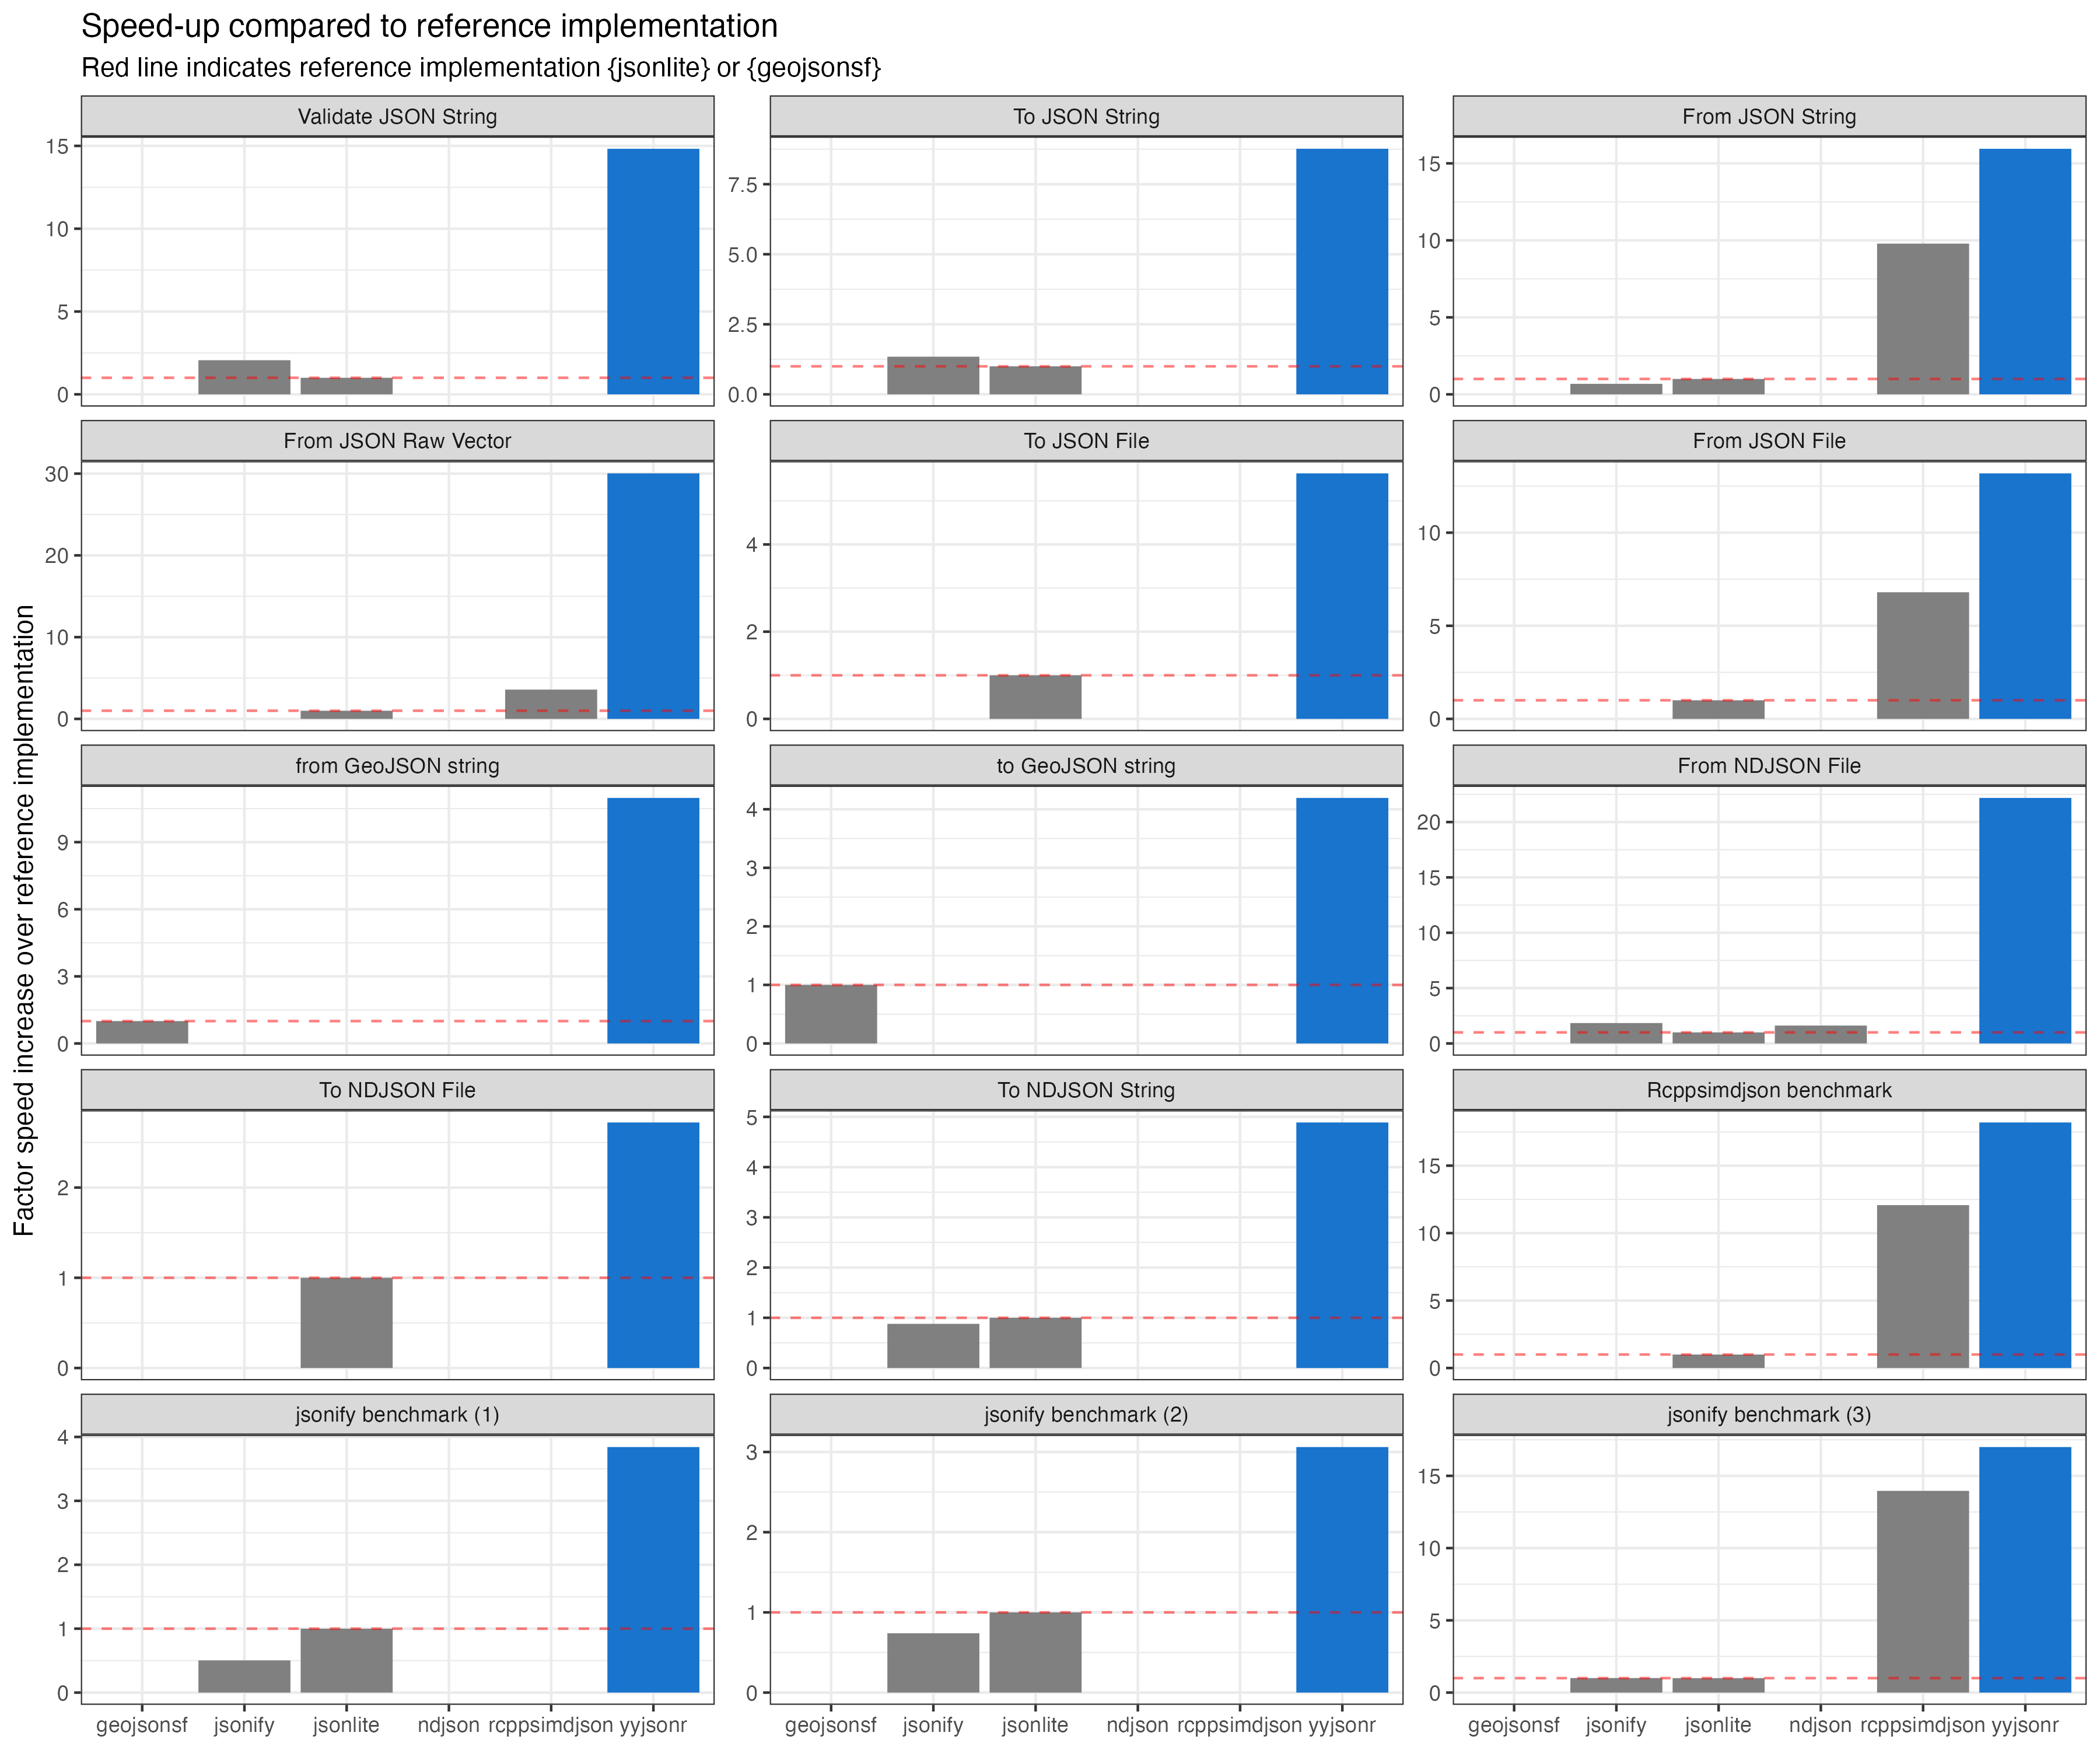 Speed-up compared to reference implementation
Red line indicates reference implementation {jsonlite} or {geojsonsf}
Factor speed increase over reference implementation
Validate JSON String
15
10
5
0
To JSON String
7.5
5.0
2.5
0.0
From JSON String
15
10
5
0
From JSON Raw Vector
30
20
10
0
To JSON File
4
2
0
From JSON File
10
5
0
from GeoJSON string
9
6
3
0
to GeoJSON string
4
3
2
1
0
From NDJSON File
20
15
10
5
0
To NDJSON File
2
1
0
To NDJSON String
5
4
3
2
1
0
Rcppsimdjson benchmark
15
10
5
0
jsonify benchmark (1)
4
3
2
1
0
jsonify benchmark (2)
3
2
1
0
jsonify benchmark (3)
15
10
5
0
geojsonsf jsonify jsonlite ndjson rcppsimdjson yyjsonr
geojsonsf jsonify jsonlite ndjson rcppsimdjson yyjsonr
geojsonsf jsonify jsonlite ndjson rcppsimdjson yyjsonr